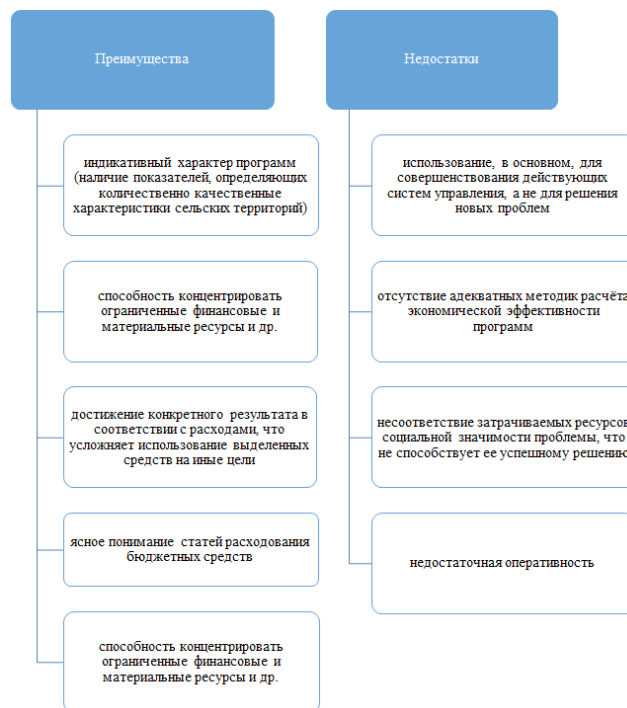 Преимущества
индикативный характер программ
(наличие показателей, определяющих
количественно качественные
характеристики сельских территорий)
способность концентрировать
ограниченные финансовые и
материальные ресурсы и др.
достижение конкретного результата в
соответствии с расходами, что
усложняет использование выделенных
средств на иные цели
ясное понимание статей расходования
бюджетных средств
способность концентрировать
ограниченные финансовые и
материальные ресурсы и др.
Недостатки
использование, в основном, для
совершенствования действующих
систем управления, а не для решения
новых проблем
отсутствие адекватных методик расчёта
экономической эффективности
программ
несоответствие затрачиваемых ресурсов
социальной значимости проблемы, что
не способствует ее успешному решению
недостаточная оперативность